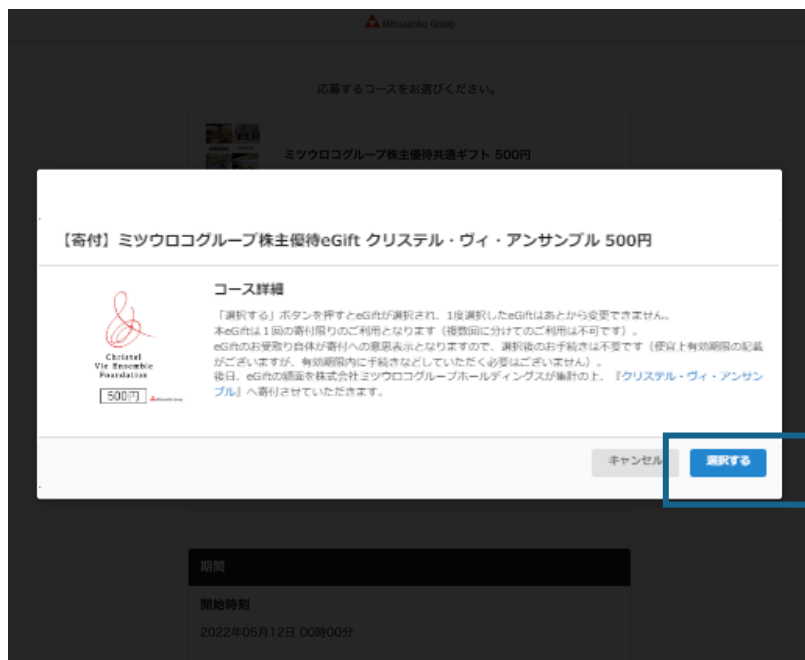 Mitsuuroko Group
応募するコースをお選びください。
ミツウロコグループ株主優待共通ギフト 500円
【寄付】ミツウロコグループ株主優待eGift クリステル・ヴィ・アンサンブル 500円
コース詳細
「選択する」ボタンを押すとeGiftが選択され、1度選択したeGiftはあとから変更できません。
本eGiftは1回の寄付限りのご利用となります（複数回に分けてのご利用は不可です）。
eGiftのお受取り自体が寄付への意思表示となりますので、選択後のお手続きは不要です（便宜上有効期限の記載
がございますが、有効期限内に手続きなどしていただく必要はございません）。
後日、eGiftの額面を株式会社ミツウロコグループホールディングスが集計の上、『クリステル・ヴィ・アンサン
ブル』へ寄付させていただきます。
Christel
Vie Ensemble
Foundation
500円
キャンセル
選択する
期間
開始時刻
2022年05月12日 00時00分